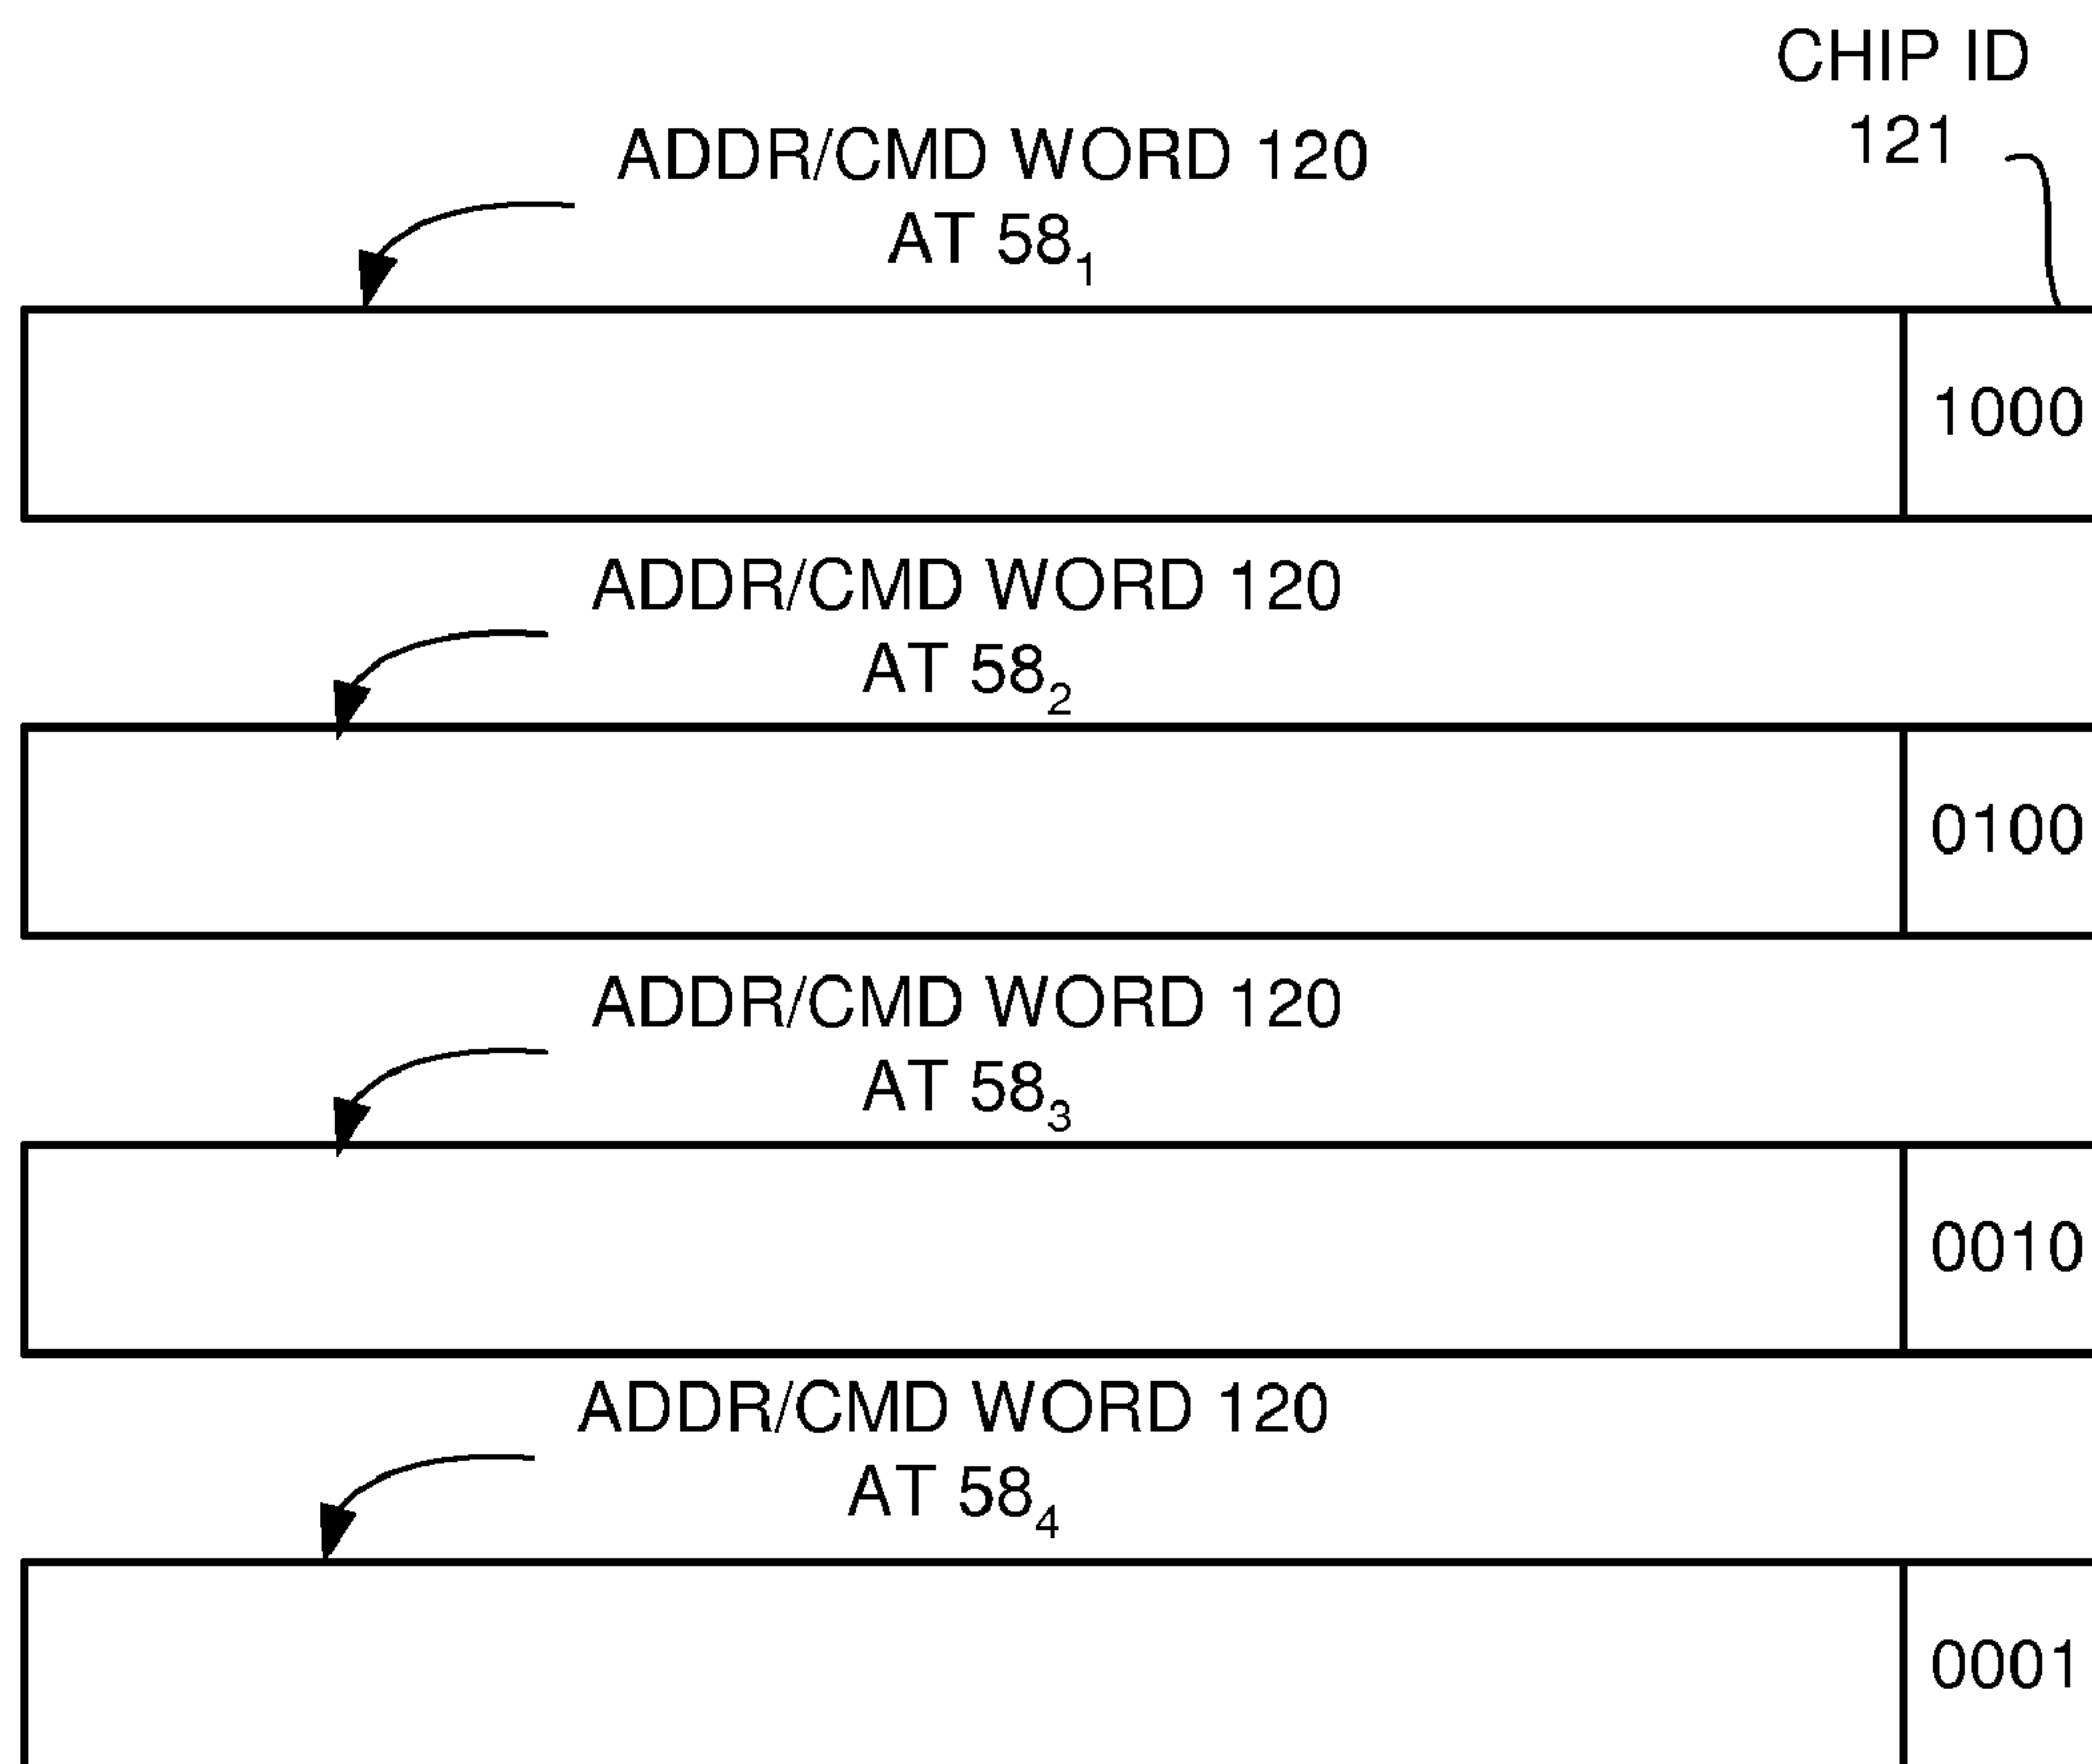 CHIP ID
121
ADDR/CMD WORD 120
AT 58₁
1000
ADDR/CMD WORD 120
AT 58₂
0100
ADDR/CMD WORD 120
AT 58₃
0010
ADDR/CMD WORD 120
AT 58₄
0001